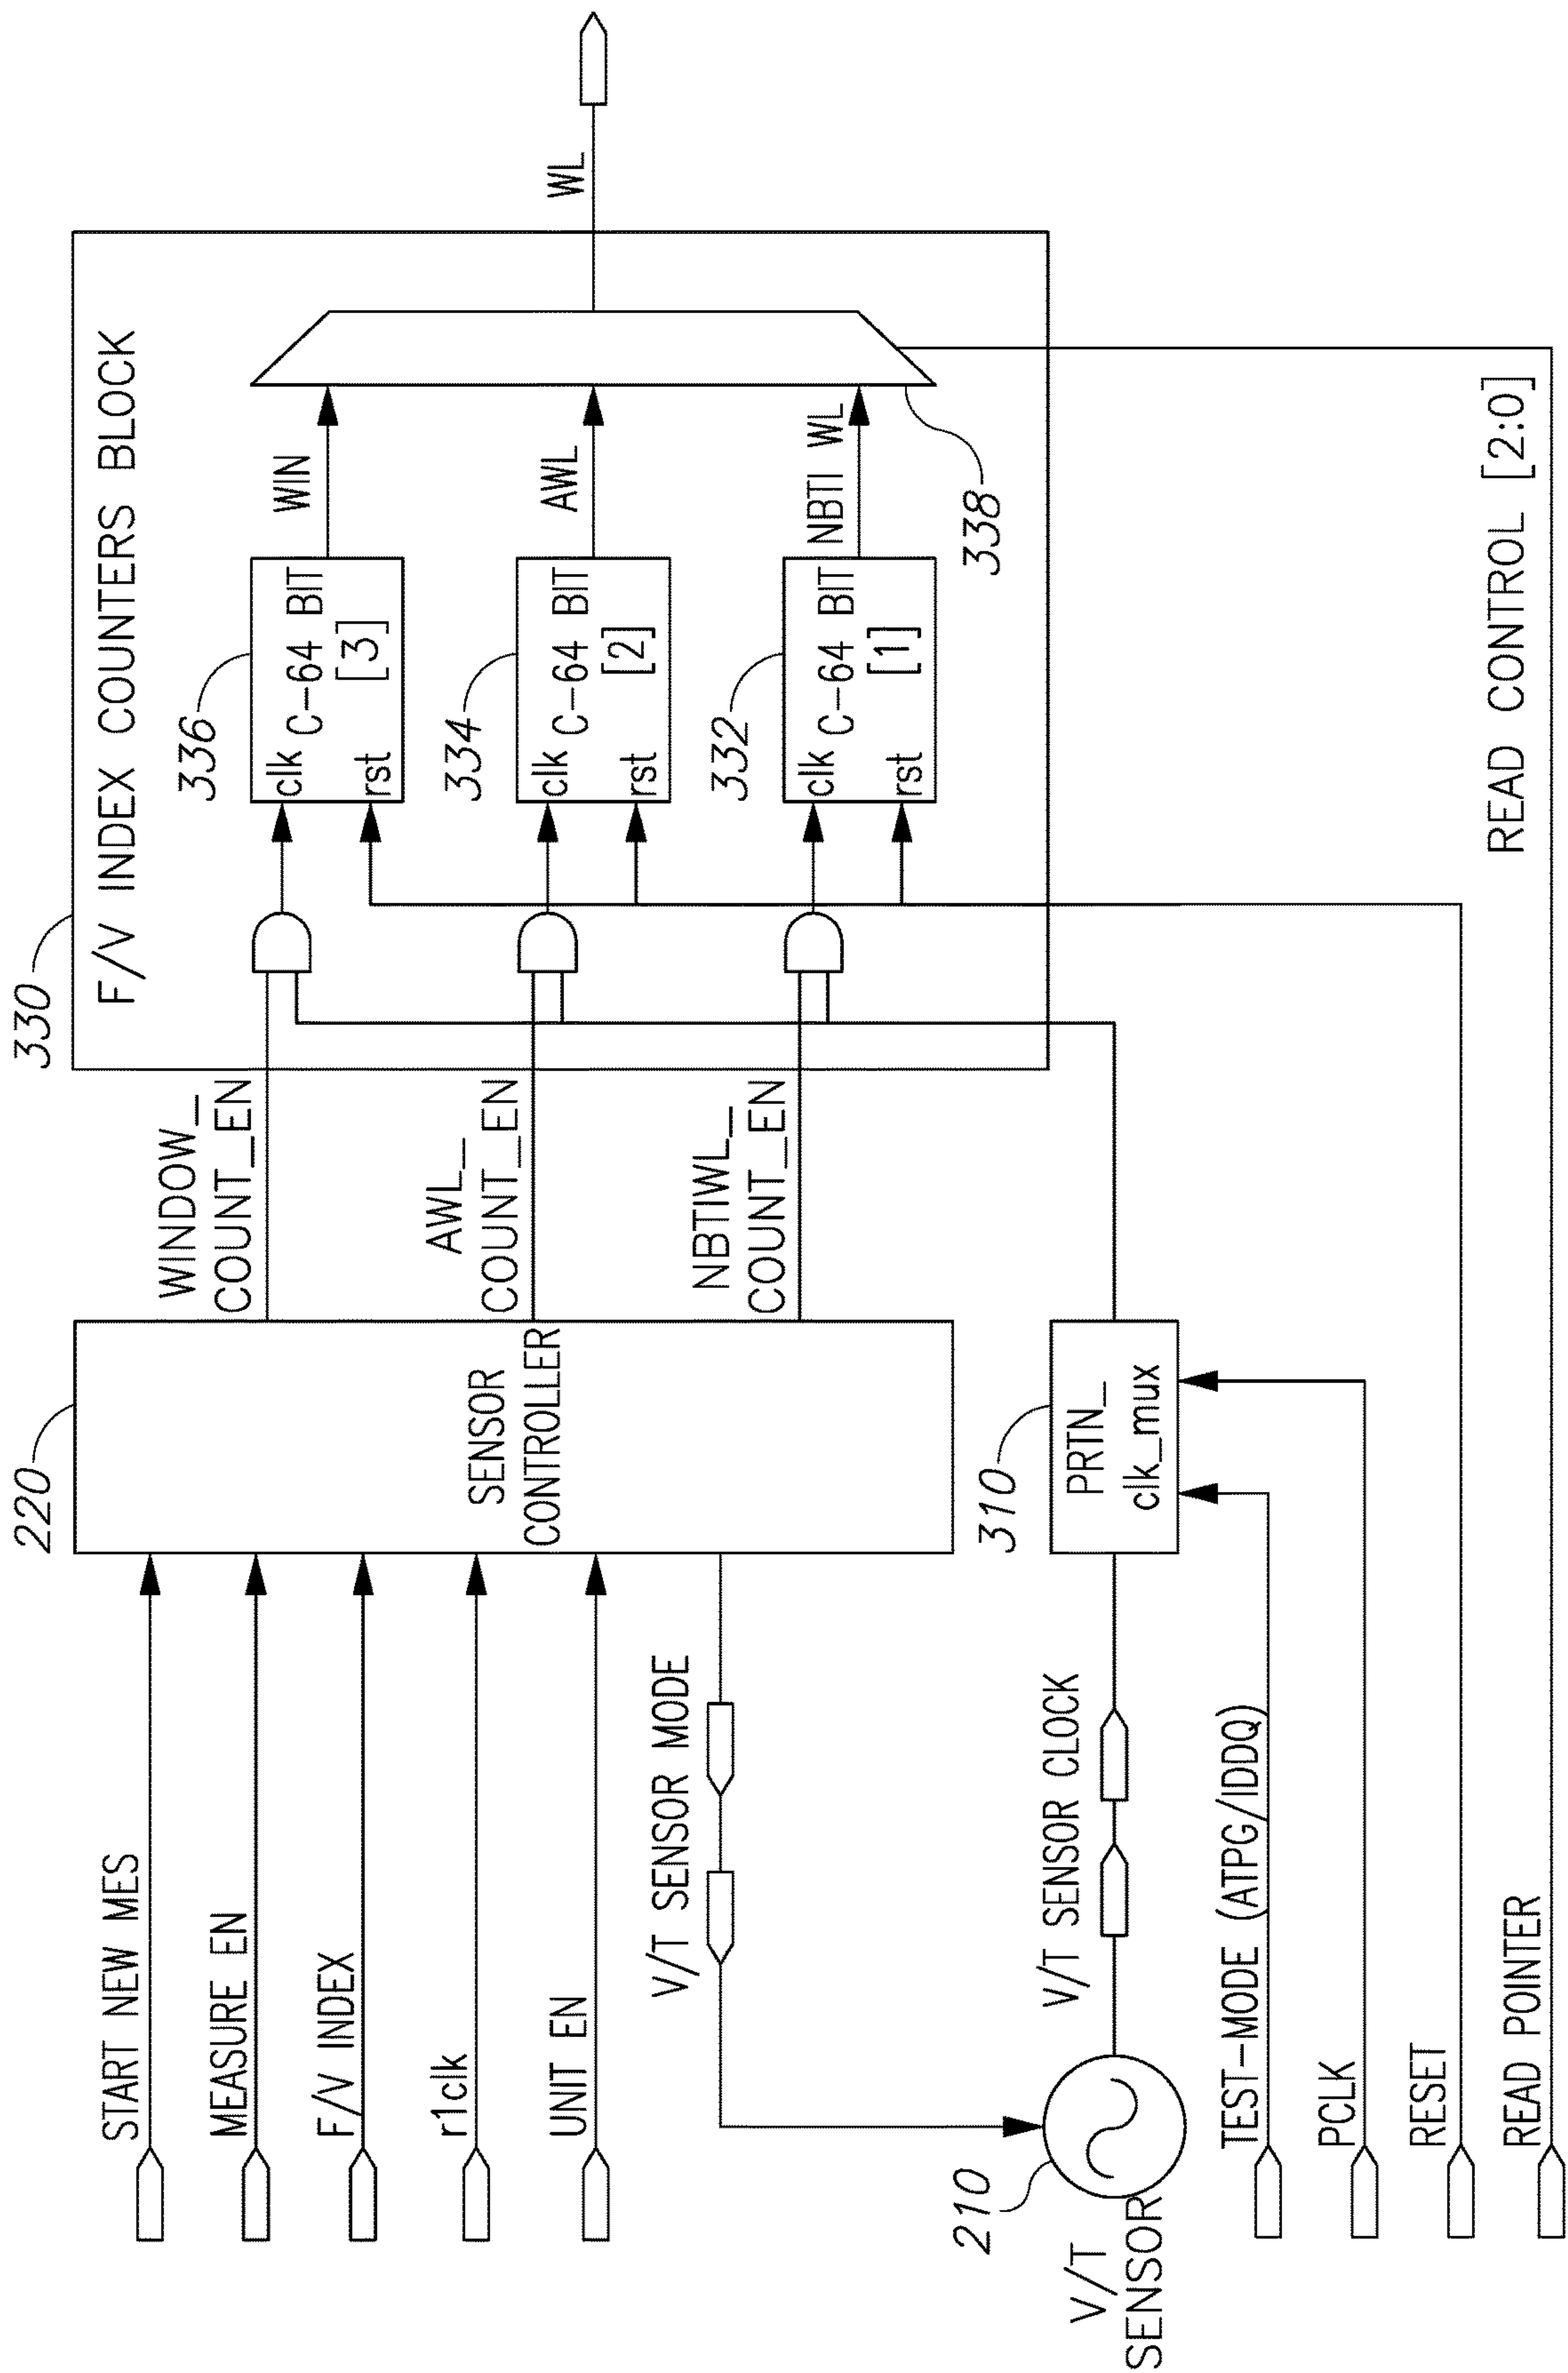 START NEW MES
MEASURE EN
F/V INDEX
r1clk
UNIT EN
V/T SENSOR MODE
V/T SENSOR CLOCK
210
V/T
SENSOR
TEST-MODE (ATPG/IDDQ)
PCLK
RESET
READ POINTER
220
SENSOR
CONTROLLER
310
PRTN_
clk_mux
WINDOW_
COUNT_EN
AWL_
COUNT_EN
NBTIWL_
COUNT_EN
330
F/V INDEX COUNTERS BLOCK
336
clk
C-64 BIT
[3]
rst
WIN
334
clk
C-64 BIT
[2]
rst
AWL
332
clk
C-64 BIT
[1]
rst
NBTI WL
338
WL
READ CONTROL [2:0]